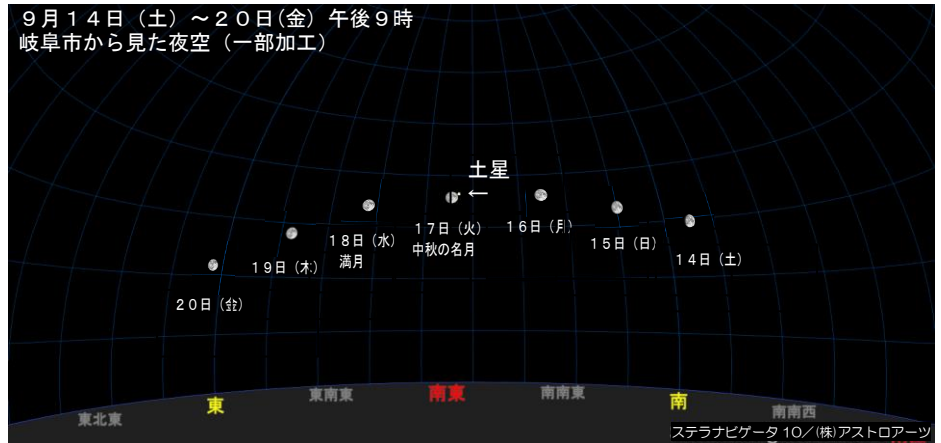 ９月１４日（土）～２０日(金) 午後９時
岐阜市から見た夜空（一部加工）
土星
←
１７日（火）
中秋の名月
１６日（月）
１８日（水）
満月
１５日（日）
１９日（木）
１４日（土）
２０日（金）
東北東
東
東南東
南東
南南東
南
南南西
ステラナビゲータ 10／(株)アストロアーツ